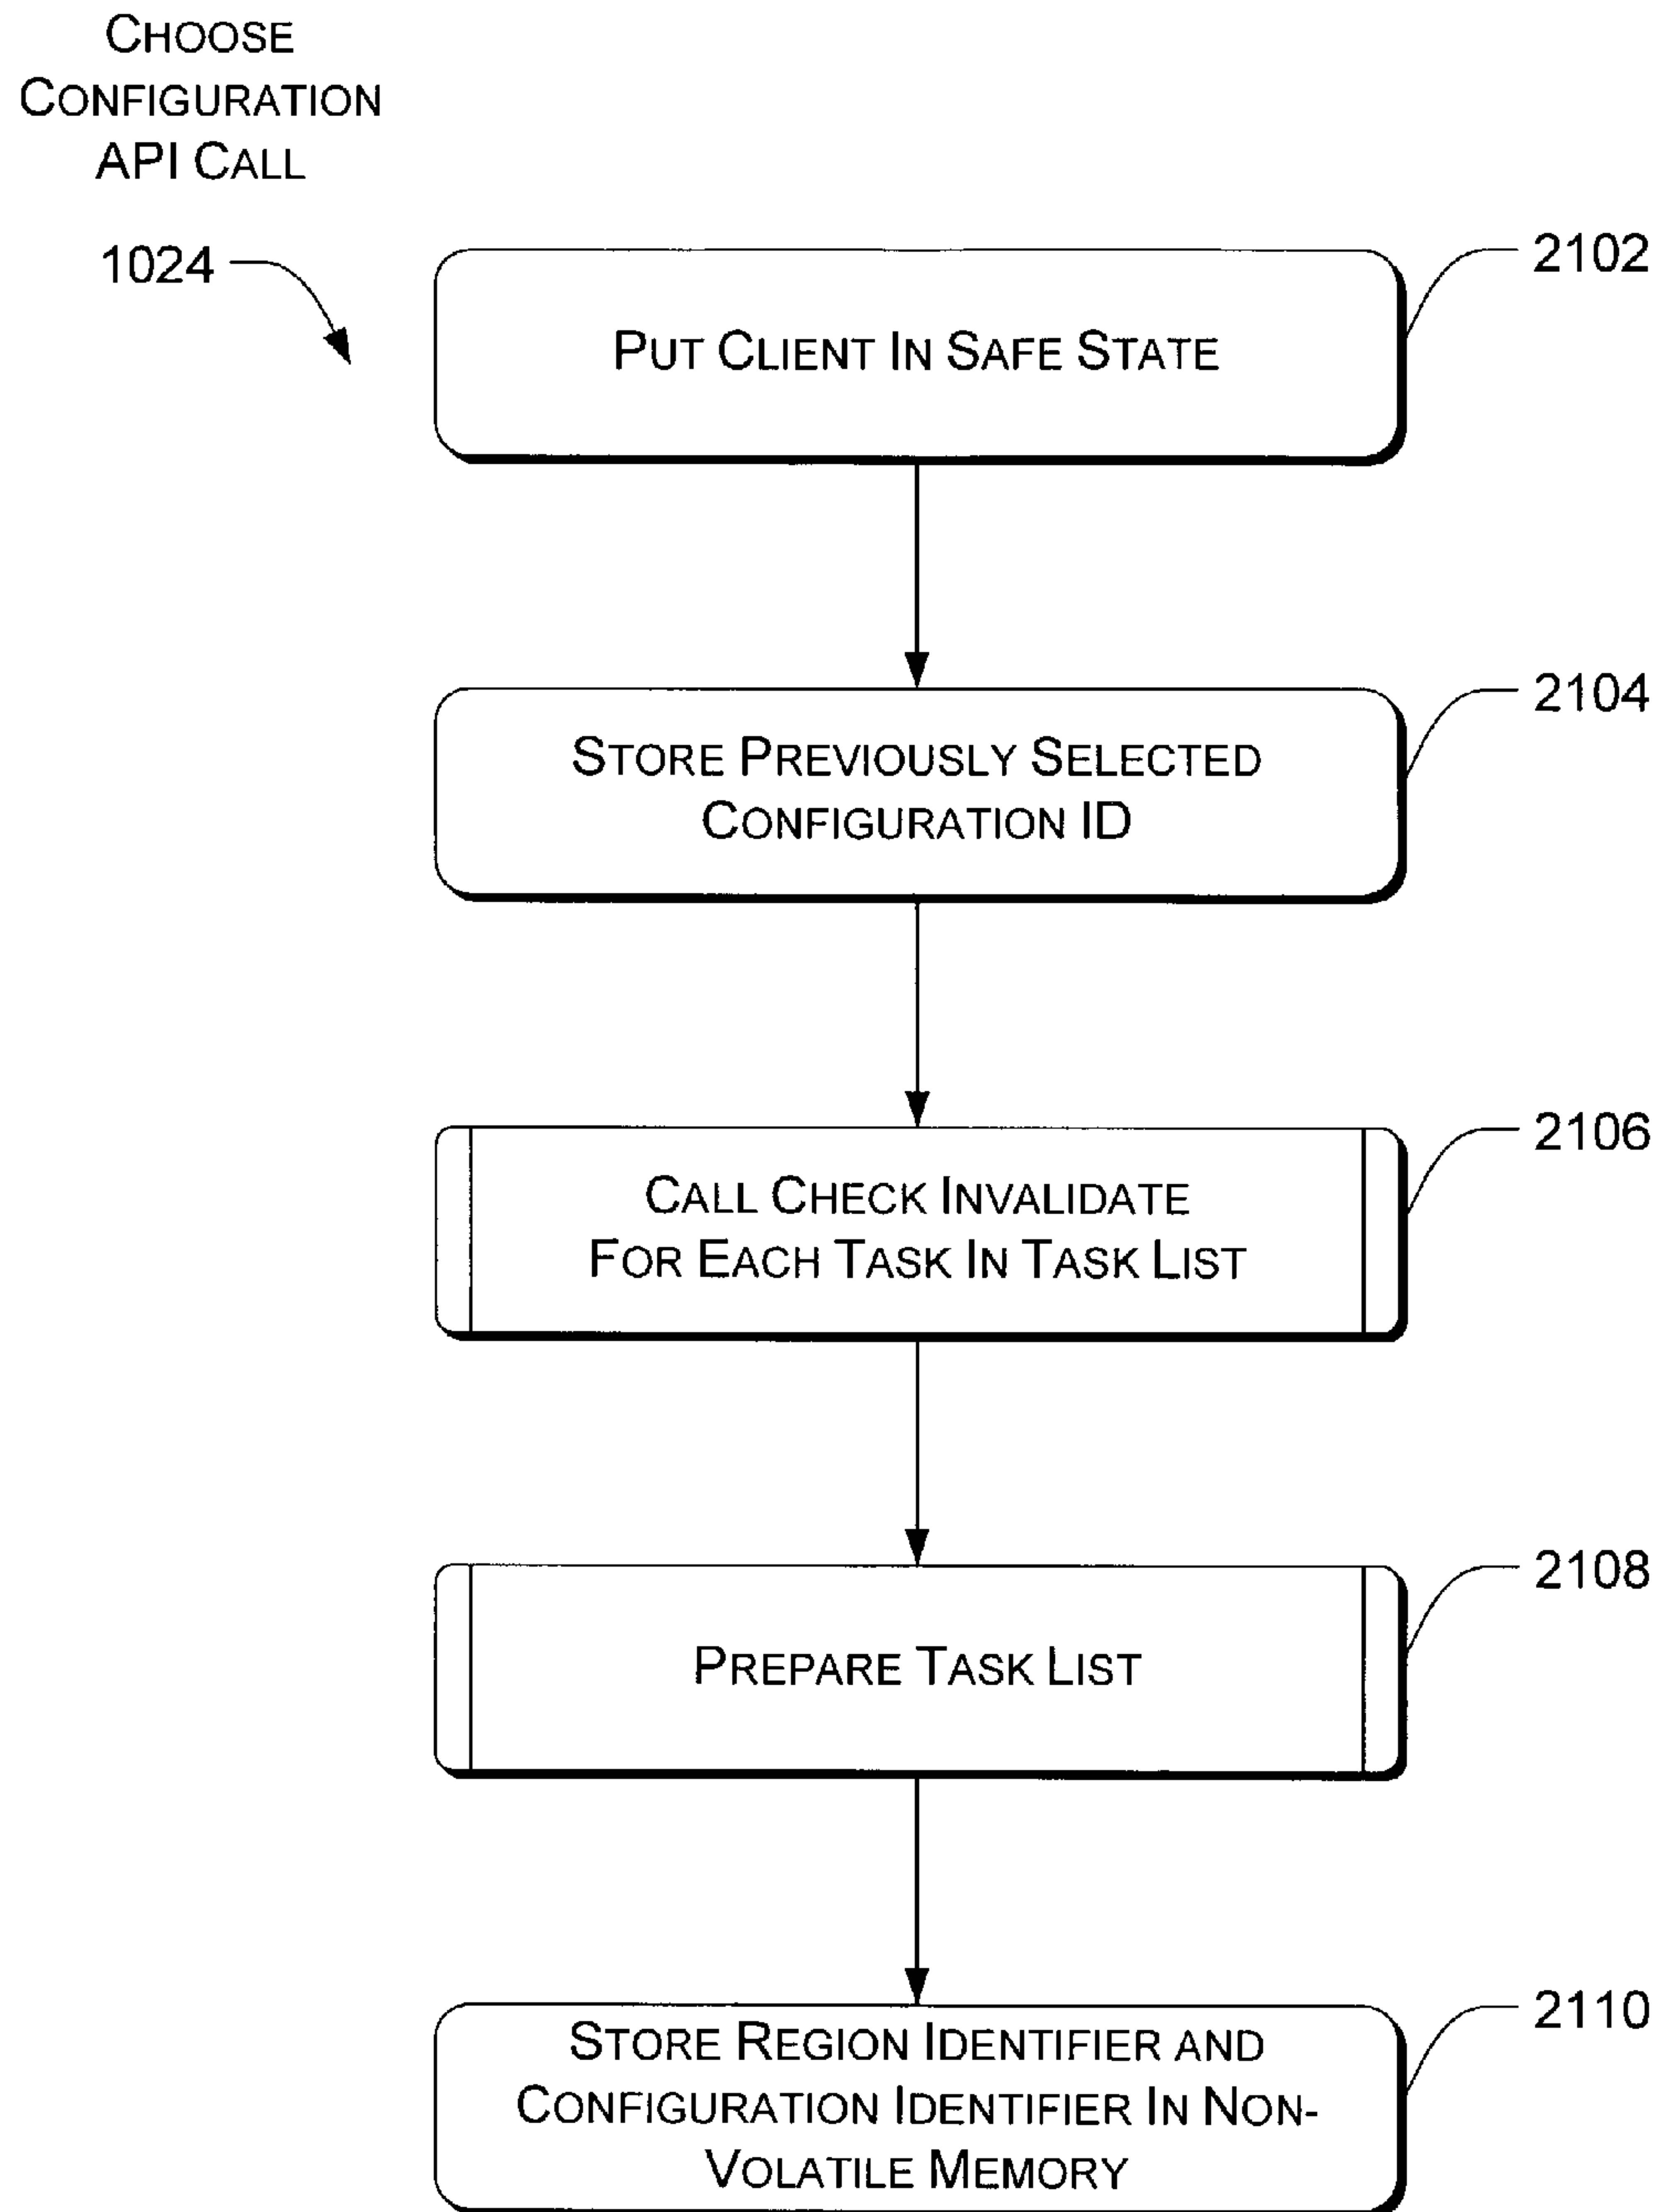 CHOOSE
CONFIGURATION
API CALL
1024
2102
PUT CLIENT IN SAFE STATE
2104
STORE PREVIOUSLY SELECTED
CONFIGURATION ID
2106
CALL CHECK INVALIDATE
FOR EACH TASK IN TASK LIST
2108
PREPARE TASK LIST
2110
STORE REGION IDENTIFIER AND
CONFIGURATION IDENTIFIER IN NON-
VOLATILE MEMORY